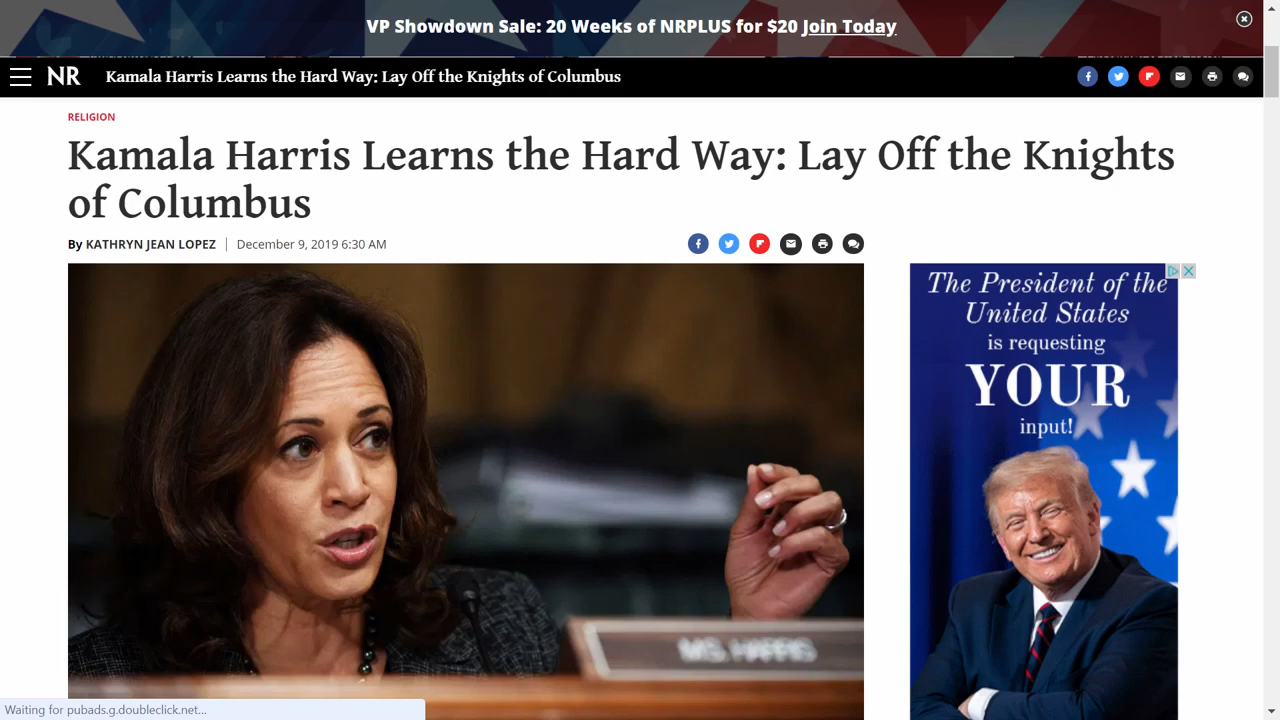 VP Showdown Sale: 20 Weeks of NRPLUS for $20 Join Today
NR
Kamala Harris Learns the Hard Way: Lay Off the Knights of Columbus
RELIGION
Kamala Harris Learns the Hard Way: Lay Off the Knights
of Columbus
By KATHRYN JEAN LOPEZ | December 9, 2019 6:30 AM
MS. HARRIS
The President of the
United States
is requesting
YOUR
input!
Waiting for pubads.g.doubleclick.net...